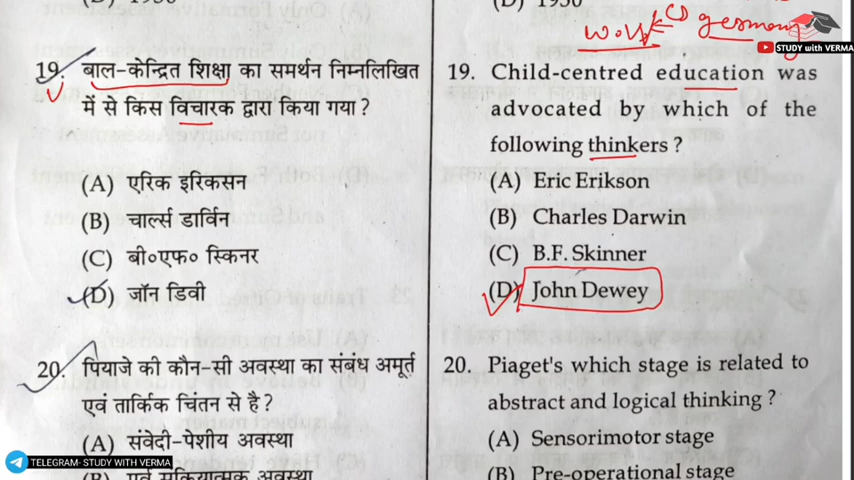 (D) 1930
work
germany
STUDY with VERMA
19. बाल-केन्द्रित शिक्षा का समर्थन निम्नलिखित
में से किस विचारक द्वारा किया गया?
(A) एरिक इरिकसन
(B) चार्ल्स डार्विन
(C) बी०एफ० स्किनर
(D) जॉन डिवी
20. पियाजे की कौन-सी अवस्था का संबंध अमूर्त
एवं तार्किक चिंतन से है?
(A) संवेदी-पेशीय अवस्था
19. Child-centred education was
advocated by which of the
following thinkers ?
(A) Eric Erikson
(B) Charles Darwin
(C) B.F. Skinner
(D) John Dewey
20. Piaget's which stage is related to
abstract and logical thinking ?
(A) Sensorimotor stage
(B) Pre-operational stage
TELEGRAM- STUDY WITH VERMA